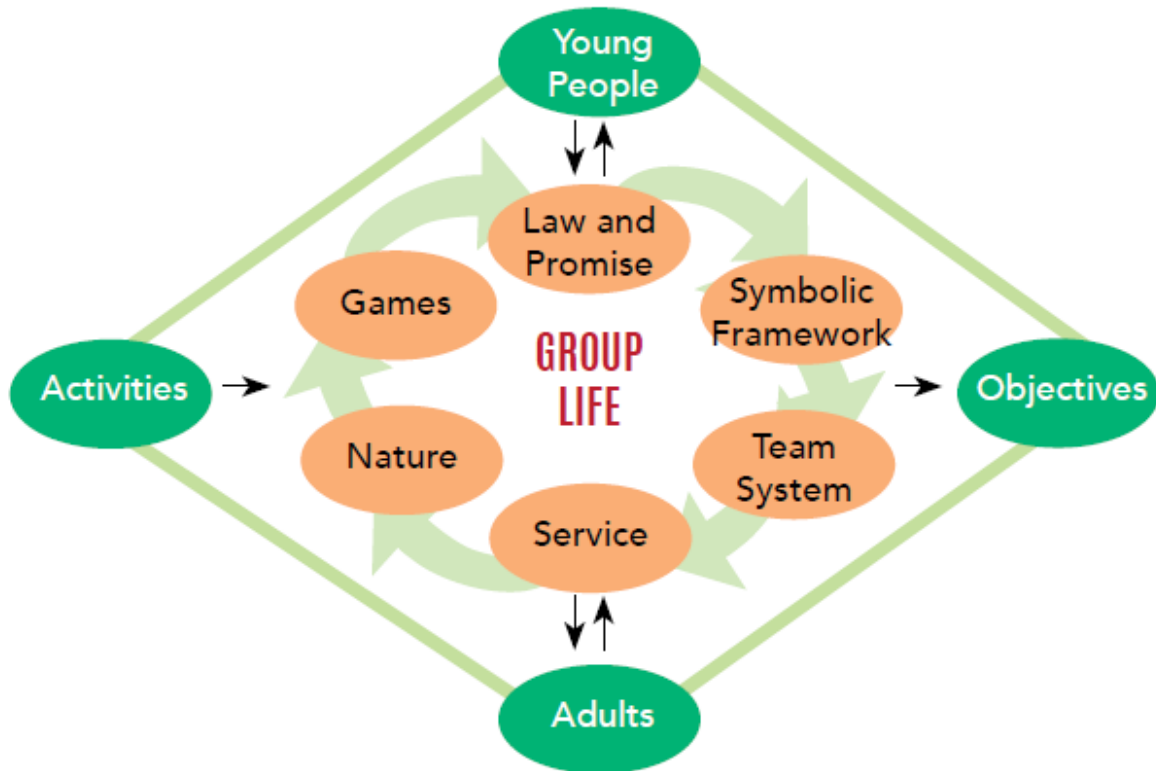 Young
People
Law and
Promise
Games
Symbolic
Framework
GROUP
LIFE
Activities
Objectives
Nature
Team
System
Service
Adults